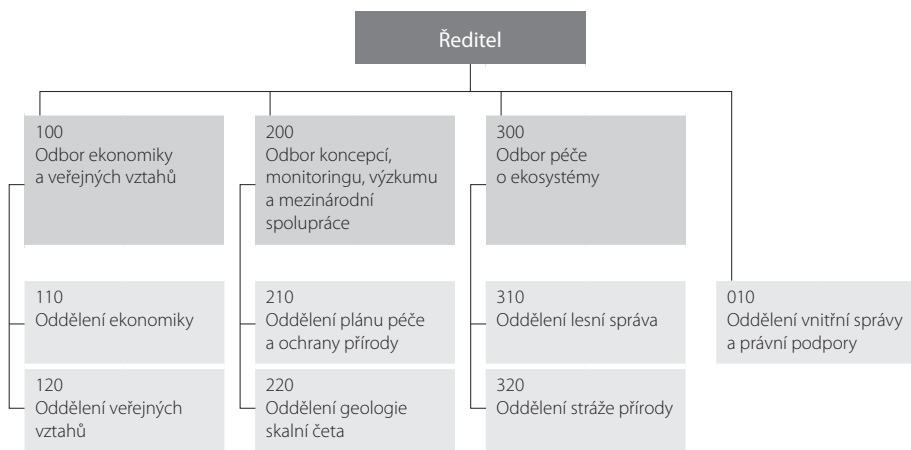 Ředitel
100
Odbor ekonomiky
a veřejných vztahů
200
Odbor koncepcí,
monitoringu, výzkumu
a mezinárodní
spolupráce
300
Odbor péče
o ekosystémy
110
Oddělení ekonomiky
210
Oddělení plánu péče
a ochrany přírody
310
Oddělení lesní správa
010
Oddělení vnitřní správy
a právní podpory
120
Oddělení veřejných
vztahů
220
Oddělení geologie
skalní četa
320
Oddělení stráže přírody